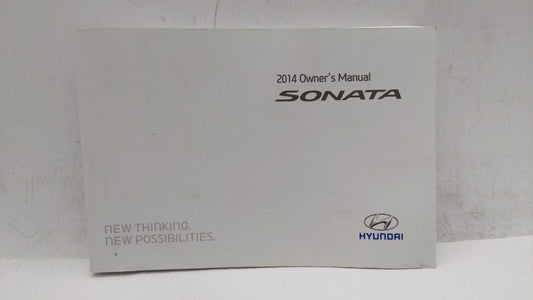 2014 Owner's Manual
SONATA
NEW THINKING.
NEW POSSIBILITIES.
HYUNDAI